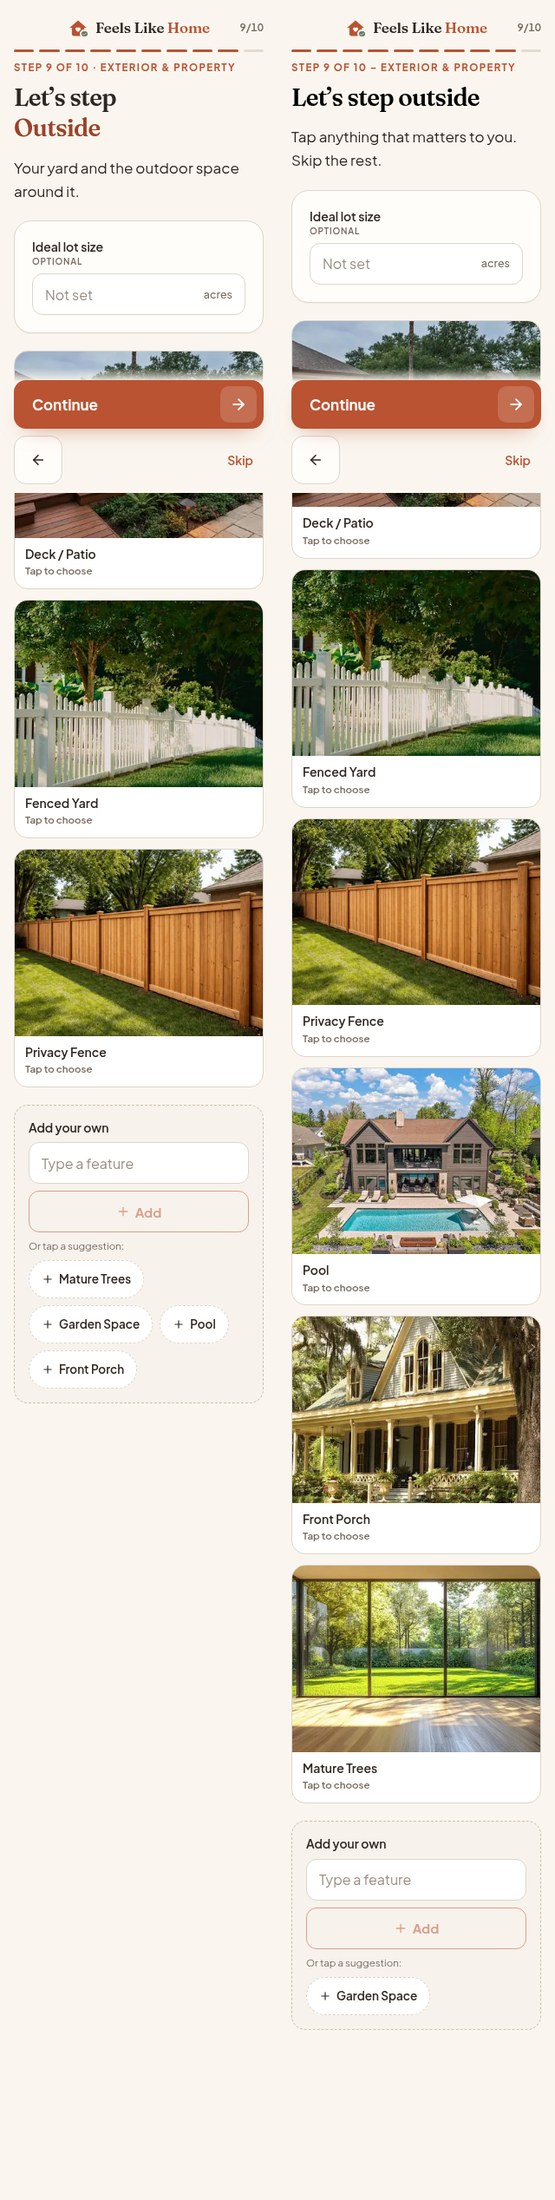 Feels Like Home
9/10
STEP 9 OF 10 · EXTERIOR & PROPERTY
Let’s step
Outside
Your yard and the outdoor space
around it.
Ideal lot size
OPTIONAL
Not set
acres
Continue
Skip
Deck / Patio
Tap to choose
Fenced Yard
Tap to choose
Privacy Fence
Tap to choose
Add your own
Type a feature
+ Add
Or tap a suggestion:
+ Mature Trees
+ Garden Space
+ Pool
+ Front Porch
Feels Like Home
9/10
STEP 9 OF 10 – EXTERIOR & PROPERTY
Let’s step outside
Tap anything that matters to you.
Skip the rest.
Ideal lot size
OPTIONAL
Not set
acres
Continue
Skip
Deck / Patio
Tap to choose
Fenced Yard
Tap to choose
Privacy Fence
Tap to choose
Pool
Tap to choose
Front Porch
Tap to choose
Mature Trees
Tap to choose
Add your own
Type a feature
+ Add
Or tap a suggestion:
+ Garden Space